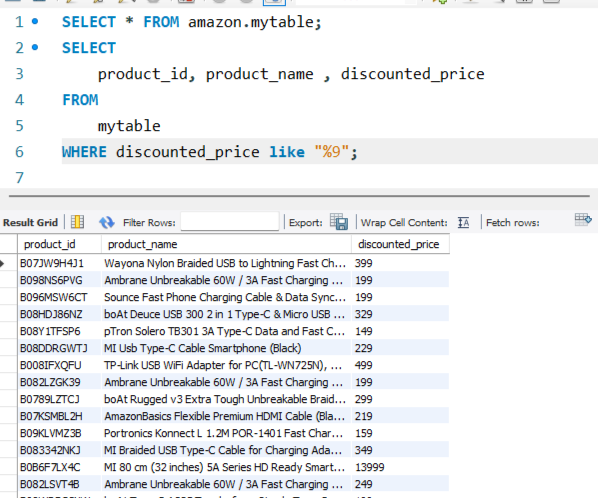 1 SELECT * FROM amazon.mytable;
2 SELECT
3 product_id, product_name , discounted_price
4 FROM
5 mytable
6 WHERE discounted_price like "%9";
7
Result Grid Filter Rows: Export: Wrap Cell Content: Fetch rows:
product_id product_name discounted_price
B07JW9H4J1 Wayona Nylon Braided USB to Lightning Fast Ch... 399
B098NS6PVG Ambrane Unbreakable 60W / 3A Fast Charging ... 199
B096MSW6CT Sounce Fast Phone Charging Cable & Data Sync... 199
B08HDJ86NZ boAt Deuce USB 300 2 in 1 Type-C & Micro USB ... 329
B08Y1TFSP6 pTron Solero TB301 3A Type-C Data and Fast C... 149
B08DDRGWTJ MI Usb Type-C Cable Smartphone (Black) 229
B008IFXQFU TP-Link USB WiFi Adapter for PC(TL-WN725N), ... 499
B082LZGK39 Ambrane Unbreakable 60W / 3A Fast Charging ... 199
B0789LZTCJ boAt Rugged v3 Extra Tough Unbreakable Braid... 299
B07KSMBL2H AmazonBasics Flexible Premium HDMI Cable (Bla... 219
B09KLVMZ3B Portronics Konnect L 1.2M POR-1401 Fast Char... 159
B083342NKJ MI Braided USB Type-C Cable for Charging Ada... 349
B0B6F7LX4C MI 80 cm (32 inches) 5A Series HD Ready Smart... 13999
B082LSVT4B Ambrane Unbreakable 60W / 3A Fast Charging ... 249